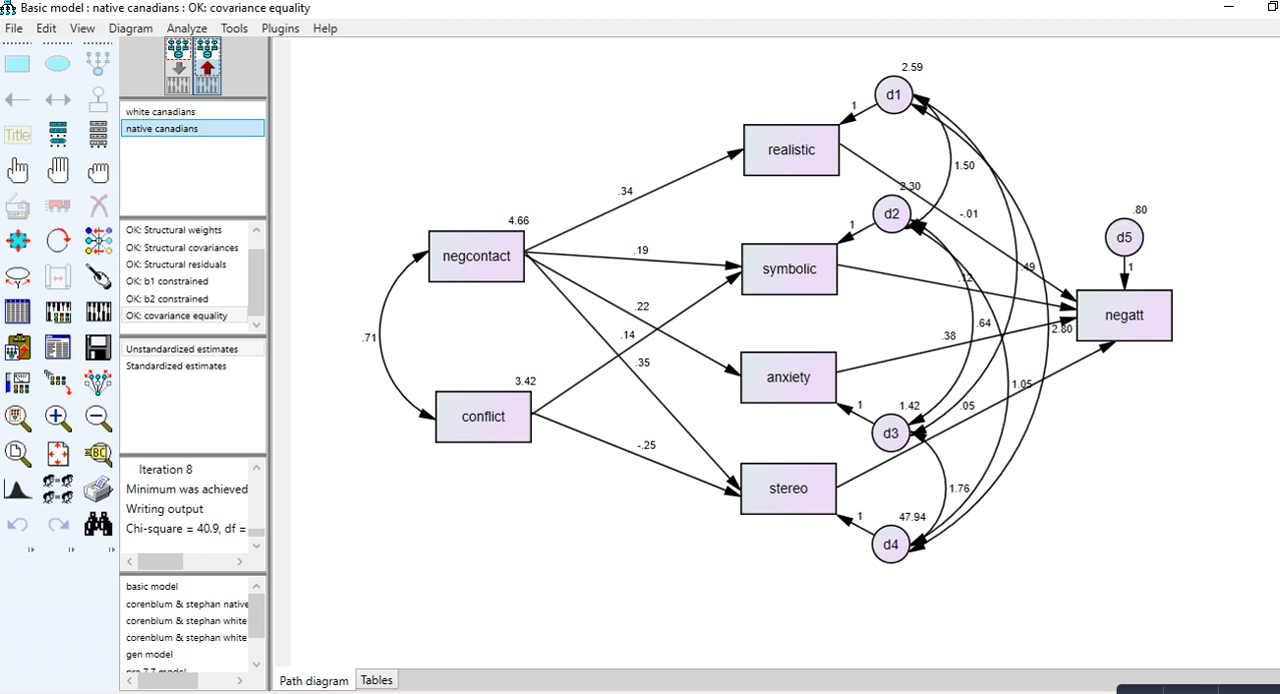 Basic model : native canadians : OK: covariance equality
File Edit View Diagram Analyze Tools Plugins Help
Title
ABC
white canadians
native canadians
OK: Structural weights
OK: Structural covariances
OK: Structural residuals
OK: b1 constrained
OK: b2 constrained
OK: covariance equality
Unstandardized estimates
Standardized estimates
Iteration 8
Minimum was achieved
Writing output
Chi-square = 40.9, df =
basic model
corenblum & stephan native
corenblum & stephan white
corenblum & stephan white
gen model
pre 7.7 model
2.59
d1
1
realistic
1.50
.34
2.30
d2
1
-.01
.80
d5
1
4.66
negcontact
.19
symbolic
.49
.12
negatt
.22
.14
.35
.64
2.80
.38
.71
anxiety
3.42
conflict
1
1.42
d3
.05
1.05
-.25
stereo
1.76
1
47.94
d4
Path diagram Tables